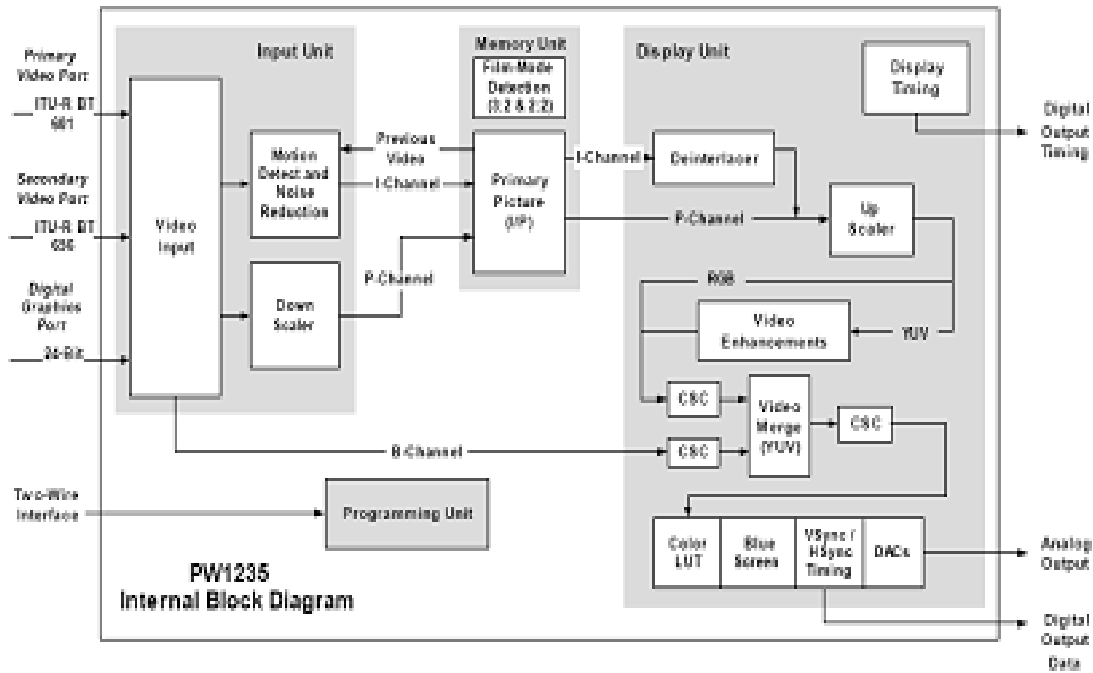 Input Unit
Memory Unit
Display Unit
Primary
Video Port
ITU-R BT
601
Secondary
Video Port
ITU-R BT
656
Digital
Graphics
Port
24-Bit
Video
Input
Motion
Detect and
Noise
Reduction
Down
Scaler
Previous
Video
I-Channel
P-Channel
Film-Mode
Detection
(3:2 & 2:2)
Primary
Picture
(I/P)
I-Channel
P-Channel
Deinterlacer
Display
Timing
Digital
Output
Timing
Up
Scaler
RGB
Video
Enhancements
YUV
CSC
CSC
Video
Merge
(YUV)
CSC
B-Channel
Two-Wire
Interface
Programming Unit
Color
LUT
Blue
Screen
VSync /
HSync
Timing
DACs
Analog
Output
Digital
Output
Data
PW1235
Internal Block Diagram